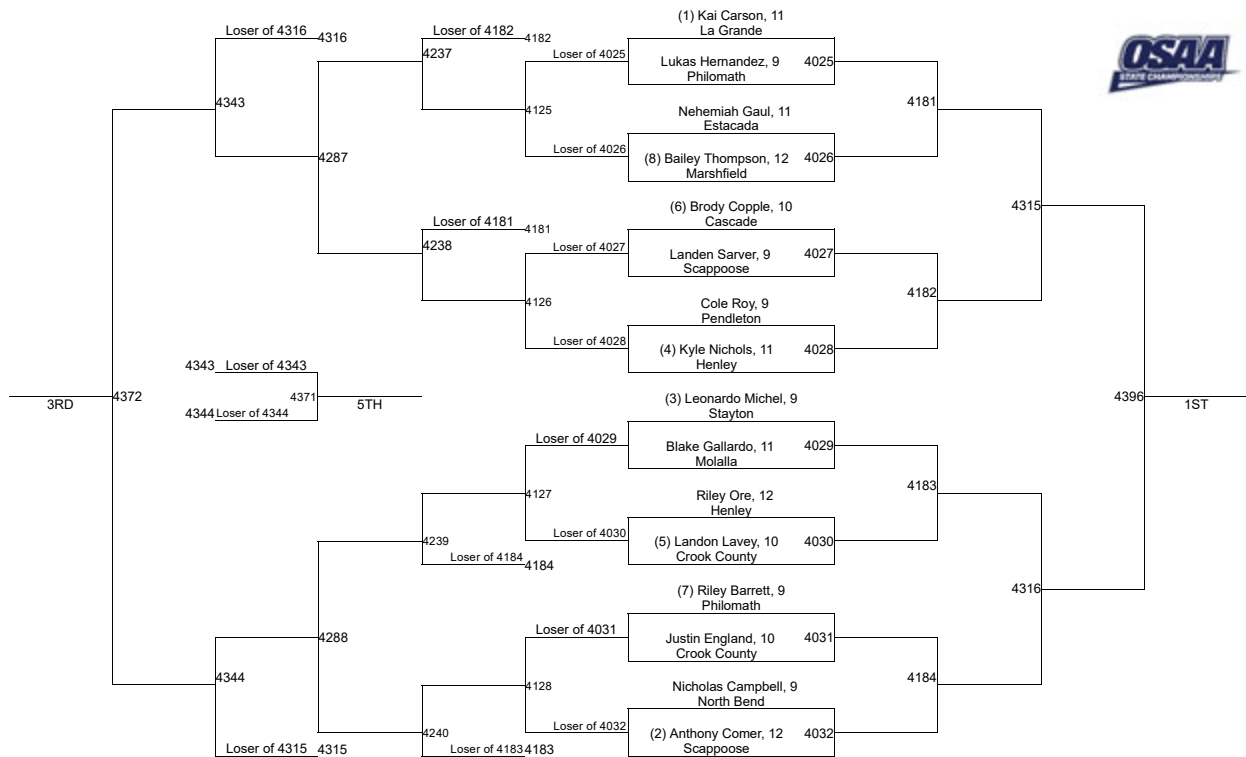 (1) Kai Carson, 11
La Grande
Loser of 4316 4316
Loser of 4182 4182
4237
Loser of 4025
Lukas Hernandez, 9 4025
Philomath
OSAA
STATE CHAMPIONSHIPS
4343
4125
4181
Nehemiah Gaul, 11
Estacada
4287
Loser of 4026
(8) Bailey Thompson, 12 4026
Marshfield
(6) Brody Copple, 10
Cascade
4315
Loser of 4181 4181
4238
Loser of 4027
Landen Sarver, 9 4027
Scappoose
4126
4182
Cole Roy, 9
Pendleton
Loser of 4028
(4) Kyle Nichols, 11 4028
Henley
4343 Loser of 4343
4372
3RD
4371
5TH
4344 Loser of 4344
(3) Leonardo Michel, 9
Stayton
4396
1ST
Loser of 4029
Blake Gallardo, 11 4029
Molalla
4127
4183
Riley Ore, 12
Henley
4239
Loser of 4030
(5) Landon Lavey, 10 4030
Crook County
Loser of 4184 4184
(7) Riley Barrett, 9
Philomath
4316
4288
Loser of 4031
Justin England, 10 4031
Crook County
4344
4128
4184
Nicholas Campbell, 9
North Bend
4240
Loser of 4032
(2) Anthony Comer, 12 4032
Scappoose
Loser of 4315 4315
Loser of 4183 4183